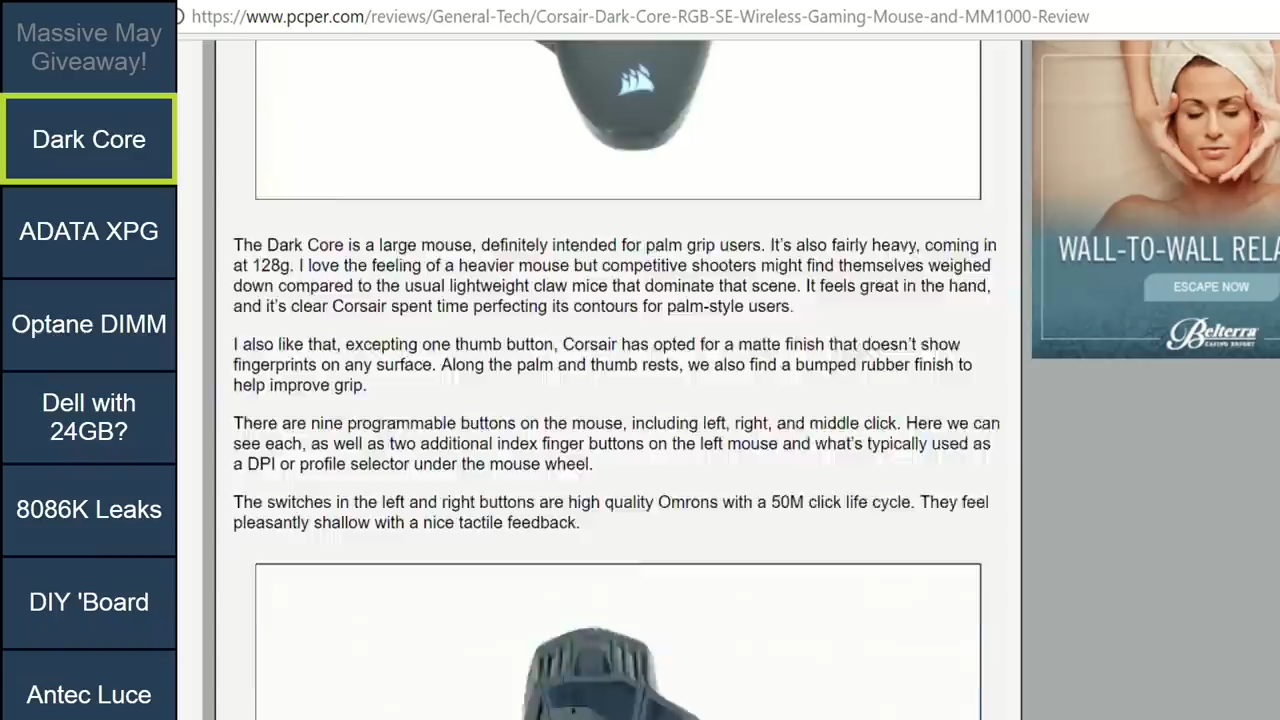 https://www.pcper.com/reviews/General-Tech/Corsair-Dark-Core-RGB-SE-Wireless-Gaming-Mouse-and-MM1000-Review
Massive May
Giveaway!
Dark Core
ADATA XPG
Optane DIMM
Dell with
24GB?
8086K Leaks
DIY 'Board
Antec Luce
The Dark Core is a large mouse, definitely intended for palm grip users. It’s also fairly heavy, coming in
at 128g. I love the feeling of a heavier mouse but competitive shooters might find themselves weighed
down compared to the usual lightweight claw mice that dominate that scene. It feels great in the hand,
and it’s clear Corsair spent time perfecting its contours for palm-style users.
I also like that, excepting one thumb button, Corsair has opted for a matte finish that doesn’t show
fingerprints on any surface. Along the palm and thumb rests, we also find a bumped rubber finish to
help improve grip.
There are nine programmable buttons on the mouse, including left, right, and middle click. Here we can
see each, as well as two additional index finger buttons on the left mouse and what’s typically used as
a DPI or profile selector under the mouse wheel.
The switches in the left and right buttons are high quality Omrons with a 50M click life cycle. They feel
pleasantly shallow with a nice tactile feedback.
WALL-TO-WALL RELA
ESCAPE NOW
Belterra